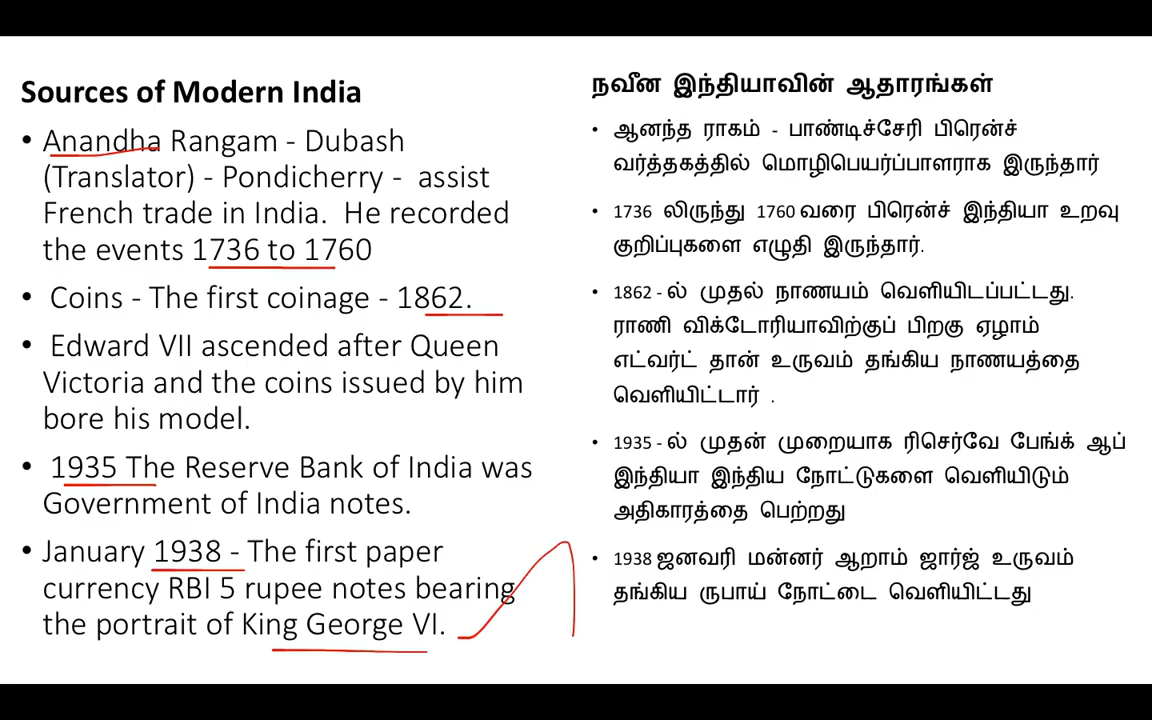 Sources of Modern India
• Anandha Rangam - Dubash
(Translator) - Pondicherry - assist
French trade in India. He recorded
the events 1736 to 1760
• Coins - The first coinage - 1862.
• Edward VII ascended after Queen
Victoria and the coins issued by him
bore his model.
• 1935 The Reserve Bank of India was
Government of India notes.
• January 1938 - The first paper
currency RBI 5 rupee notes bearing
the portrait of King George VI.
நவீன இந்தியாவின் ஆதாரங்கள்
• ஆனந்த ராகம் - பாண்டிச்சேரி பிரென்ச்
வர்த்தகத்தில் மொழிபெயர்ப்பாளராக இருந்தார்
• 1736 லிருந்து 1760 வரை பிரென்ச் இந்தியா உறவு
குறிப்புகளை எழுதி இருந்தார்.
• 1862 - ல் முதல் நாணயம் வெளியிடப்பட்டது.
ராணி விக்டோரியாவிற்குப் பிறகு ஏழாம்
எட்வர்ட் தான் உருவம் தங்கிய நாணயத்தை
வெளியிட்டார் .
• 1935 - ல் முதன் முறையாக ரிசெர்வே பேங்க் ஆப்
இந்தியா இந்திய நோட்டுகளை வெளியிடும்
அதிகாரத்தை பெற்றது
• 1938 ஜனவரி மன்னர் ஆறாம் ஜார்ஜ் உருவம்
தங்கிய ருபாய் நோட்டை வெளியிட்டது